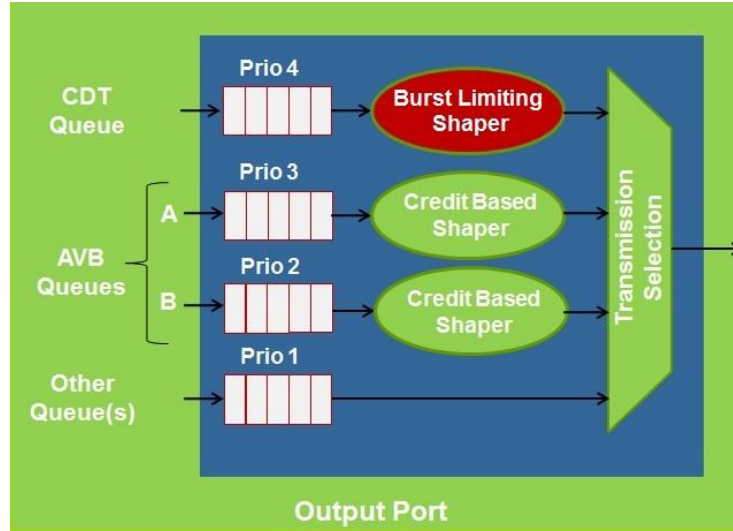 Prio 4
CDT
Queue
Burst Limiting
Shaper
Prio 3
A
Credit Based
Shaper
AVB
Queues
Prio 2
B
Credit Based
Shaper
Transmission
Selection
Prio 1
Other
Queue(s)
Output Port